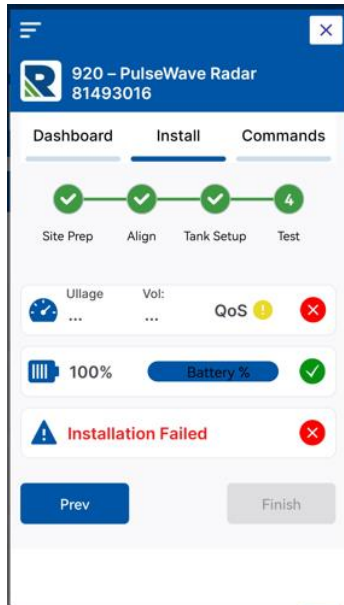 920 – PulseWave Radar
81493016
Dashboard Install Commands
4
Site Prep Align Tank Setup Test
Ullage Vol:
... ... QoS !
100% Battery %
Installation Failed
Prev Finish